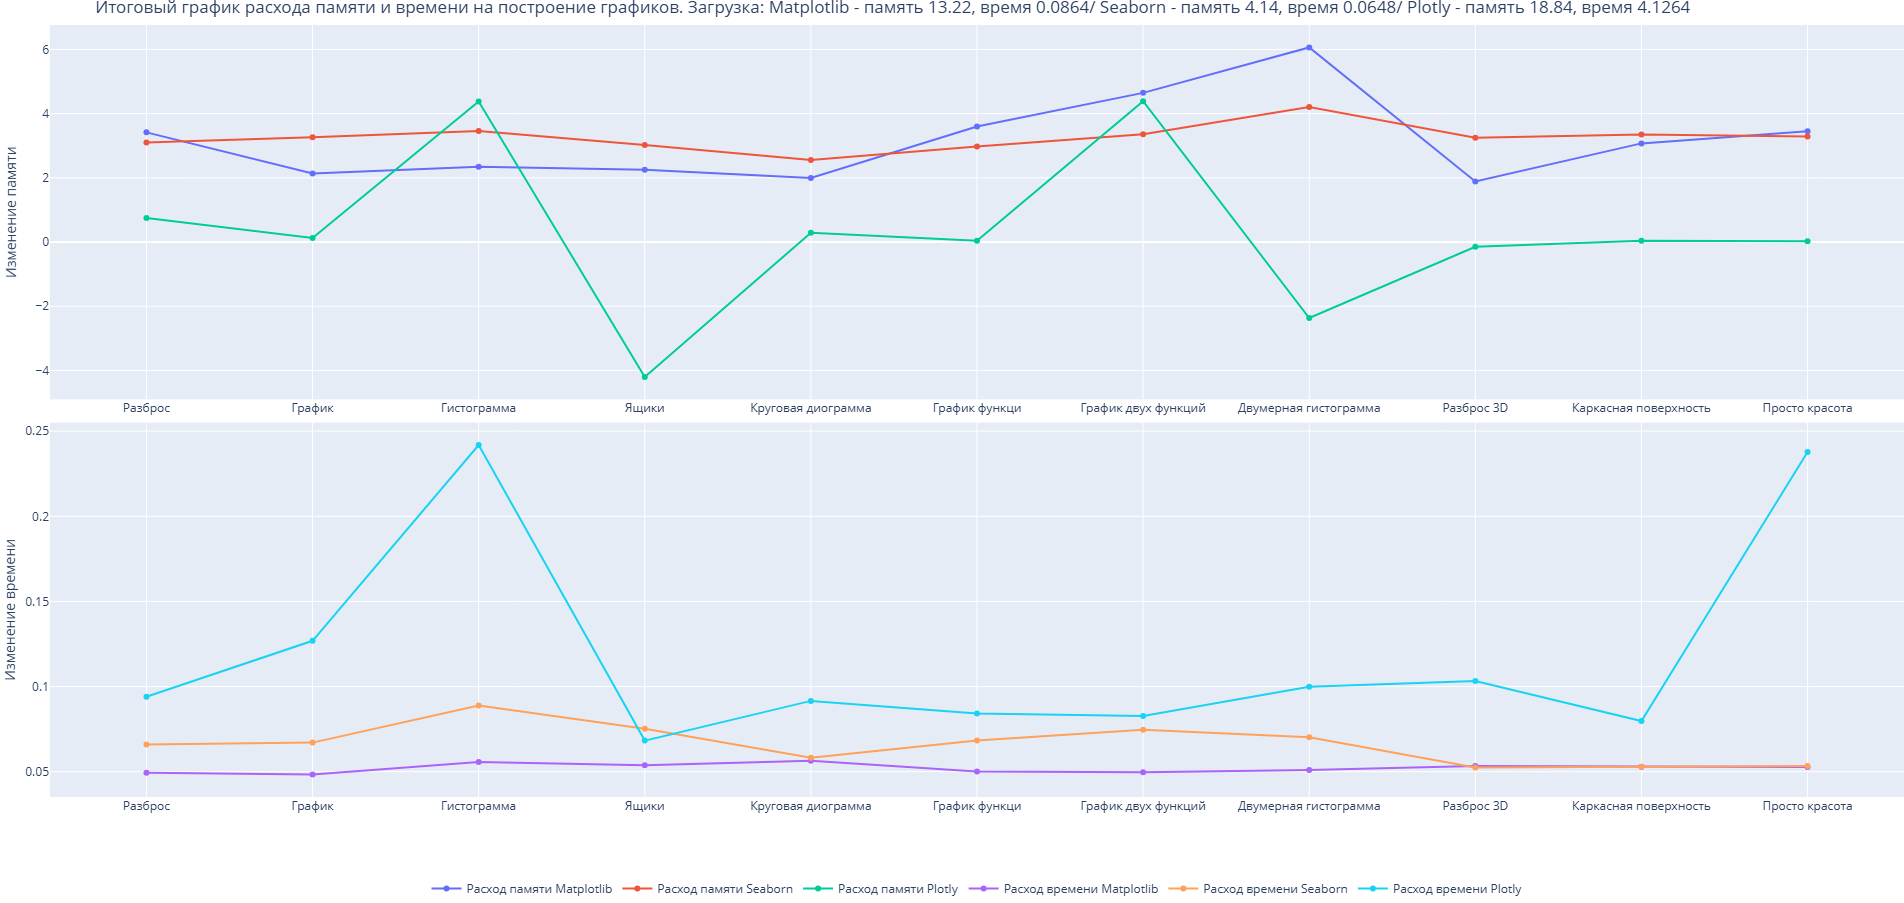 Итоговый график расхода памяти и времени на построение графиков. Загрузка: Matplotlib - память 13.22, время 0.0864/ Seaborn - память 4.14, время 0.0648/ Plotly - память 18.84, время 4.1264
Изменение памяти
6
4
2
0
−2
−4
Разброс График Гистограмма Ящики Круговая диограмма График функци График двух функций Двумерная гистограмма Разброс 3D Каркасная поверхность Просто красота
Изменение времени
0.25
0.2
0.15
0.1
0.05
Разброс График Гистограмма Ящики Круговая диограмма График функци График двух функций Двумерная гистограмма Разброс 3D Каркасная поверхность Просто красота
Расход памяти Matplotlib Расход памяти Seaborn Расход памяти Plotly Расход времени Matplotlib Расход времени Seaborn Расход времени Plotly